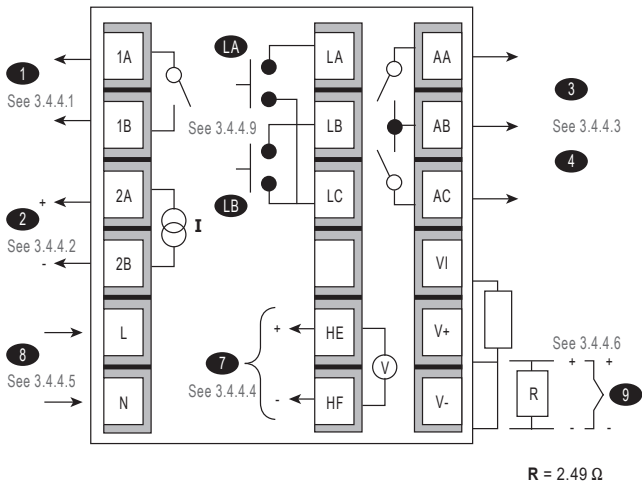 1
See 3.4.4.1
2
+
-
See 3.4.4.2
8
See 3.4.4.5
1A
1B
2A
2B
L
N
I
See 3.4.4.9
LA
LB
+
-
7
See 3.4.4.4
LA
LB
LC
HE
HF
V
AA
AB
AC
VI
V+
V-
3
See 3.4.4.3
4
See 3.4.4.6
+ +
R
9
- -
R = 2.49 Ω